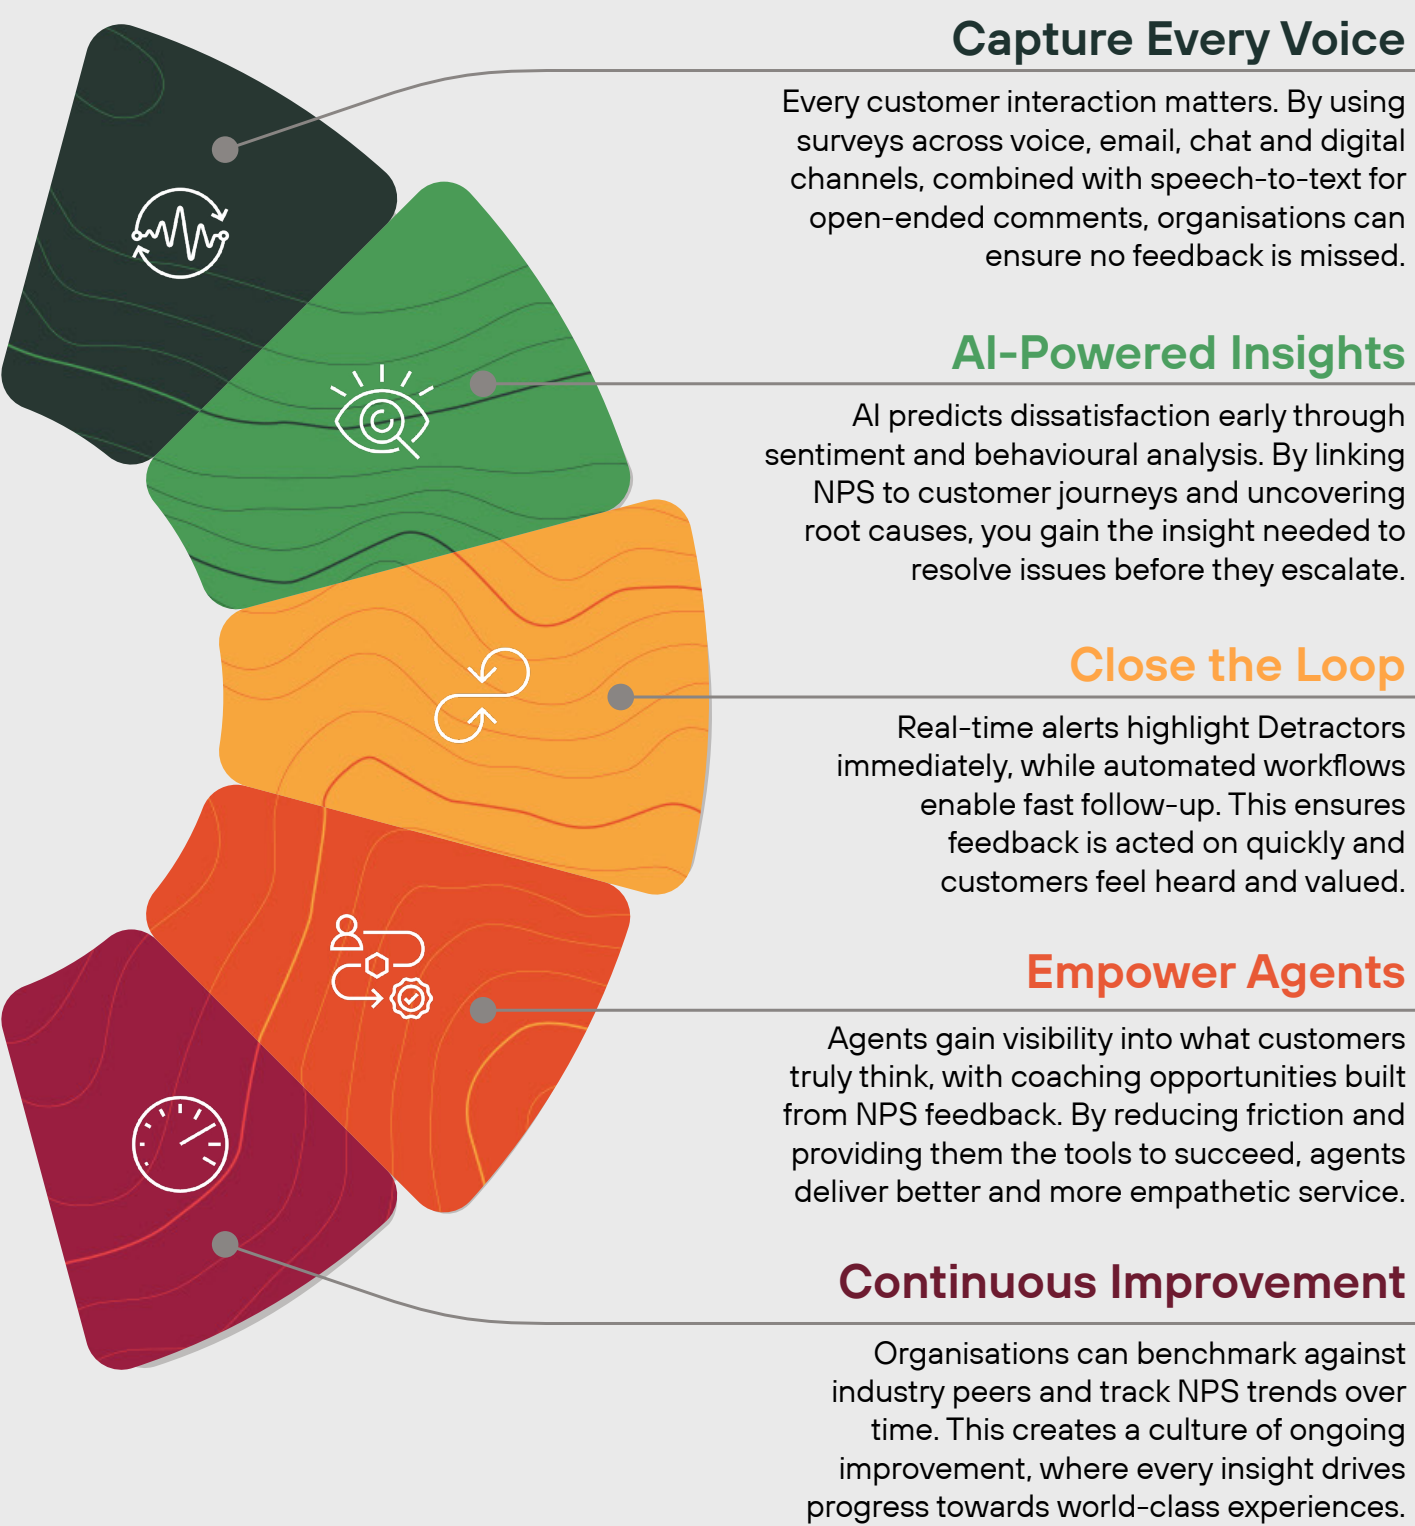 Capture Every Voice
Every customer interaction matters. By using
surveys across voice, email, chat and digital
channels, combined with speech-to-text for
open-ended comments, organisations can
ensure no feedback is missed.
AI-Powered Insights
AI predicts dissatisfaction early through
sentiment and behavioural analysis. By linking
NPS to customer journeys and uncovering
root causes, you gain the insight needed to
resolve issues before they escalate.
Close the Loop
Real-time alerts highlight Detractors
immediately, while automated workflows
enable fast follow-up. This ensures
feedback is acted on quickly and
customers feel heard and valued.
Empower Agents
Agents gain visibility into what customers
truly think, with coaching opportunities built
from NPS feedback. By reducing friction and
providing them the tools to succeed, agents
deliver better and more empathetic service.
Continuous Improvement
Organisations can benchmark against
industry peers and track NPS trends over
time. This creates a culture of ongoing
improvement, where every insight drives
progress towards world-class experiences.